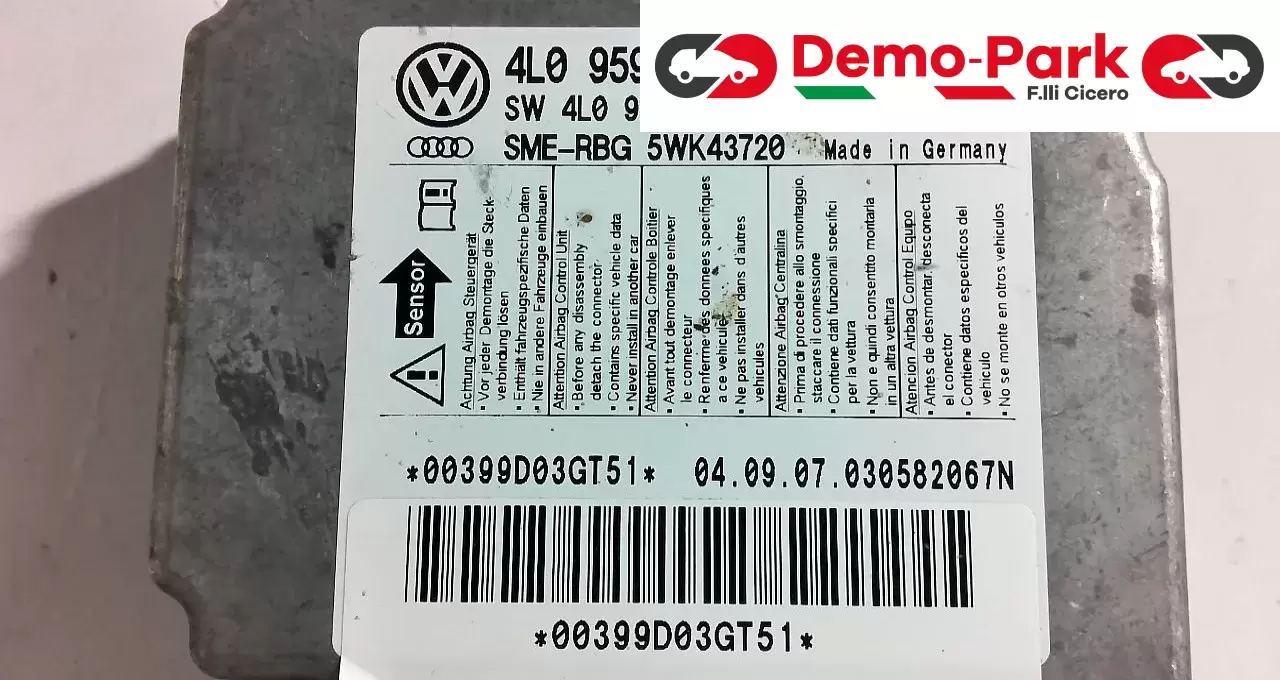 Demo-Park
F.lli Cicero
4L0 959
SW 4L0 9
SME-RBG 5WK43720 Made in Germany
Sensor
Achtung Airbag Steuergerät
• Vor jeder Demontage die Steck-
verbindung lösen
• Enthält fahrzeugspezifische Daten
• Nie in andere Fahrzeuge einbauen
Attention Airbag Control Unit
• Before any disassembly
detach the connector
• Contains specific vehicle data
• Never install in another car
Attention Airbag Controle Boitier
• Avant tout demontage enlever
le connecteur
• Renferme des données specifiques
a ce vehicule
• Ne pas installer dans d'autres
vehicules
Attenzione Airbag Centralina
• Prima di procedere allo smontaggio,
staccare il connessione
• Contiene dati funzionali specifici
per la vettura
• Non e quindi consentito montarla
in un altra vettura
Atencion Airbag Control Equipo
• Antes de desmontar, desconecta
el conector
• Contiene datos especificos del
vehiculo
• No se monte en otros vehiculos
*00399D03GT51* 04.09.07.030582067N
*00399D03GT51*